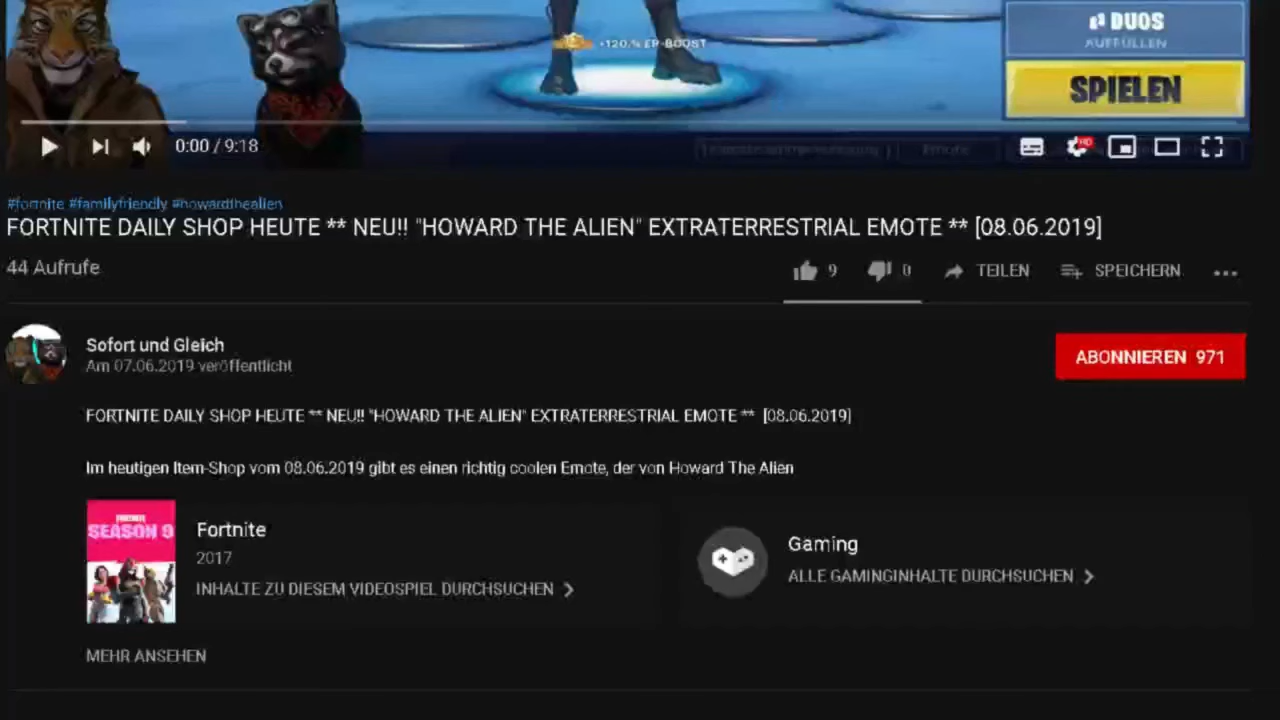 DUOS
AUFFÜLLEN
+120.% EP-BOOST
SPIELEN
0:00 / 9:18
HD
#fortnite #familyfriendly #howardthealien
FORTNITE DAILY SHOP HEUTE ** NEU!! "HOWARD THE ALIEN" EXTRATERRESTRIAL EMOTE ** [08.06.2019]
44 Aufrufe
9 0 TEILEN SPEICHERN
Sofort und Gleich
Am 07.06.2019 veröffentlicht
ABONNIEREN 971
FORTNITE DAILY SHOP HEUTE ** NEU!! "HOWARD THE ALIEN" EXTRATERRESTRIAL EMOTE ** [08.06.2019]
Im heutigen Item-Shop vom 08.06.2019 gibt es einen richtig coolen Emote, der von Howard The Alien
FORTNITE
SEASON 9
Fortnite
2017
INHALTE ZU DIESEM VIDEOSPIEL DURCHSUCHEN
Gaming
ALLE GAMINGINHALTE DURCHSUCHEN
MEHR ANSEHEN